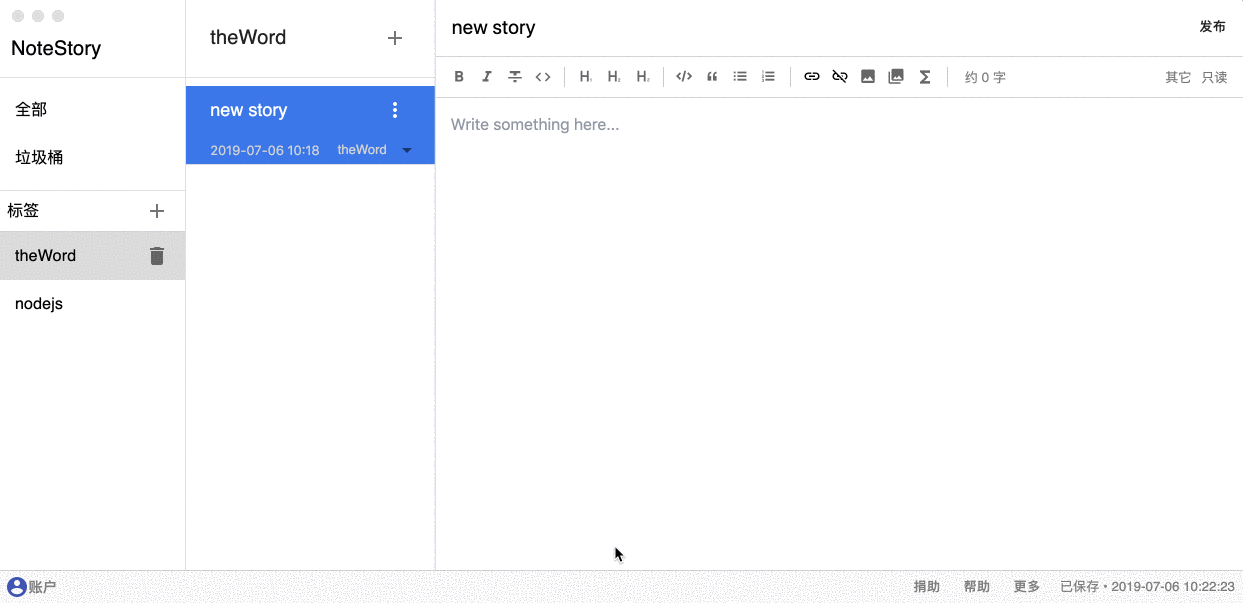 NoteStory
全部
垃圾桶
标签
theWord
nodejs
theWord
new story
2019-07-06 10:18 theWord
new story
发布
B I H₁ H₂ H₃ Σ 约 0 字 其它 只读
Write something here...
账户
捐助 帮助 更多 已保存 • 2019-07-06 10:22:23